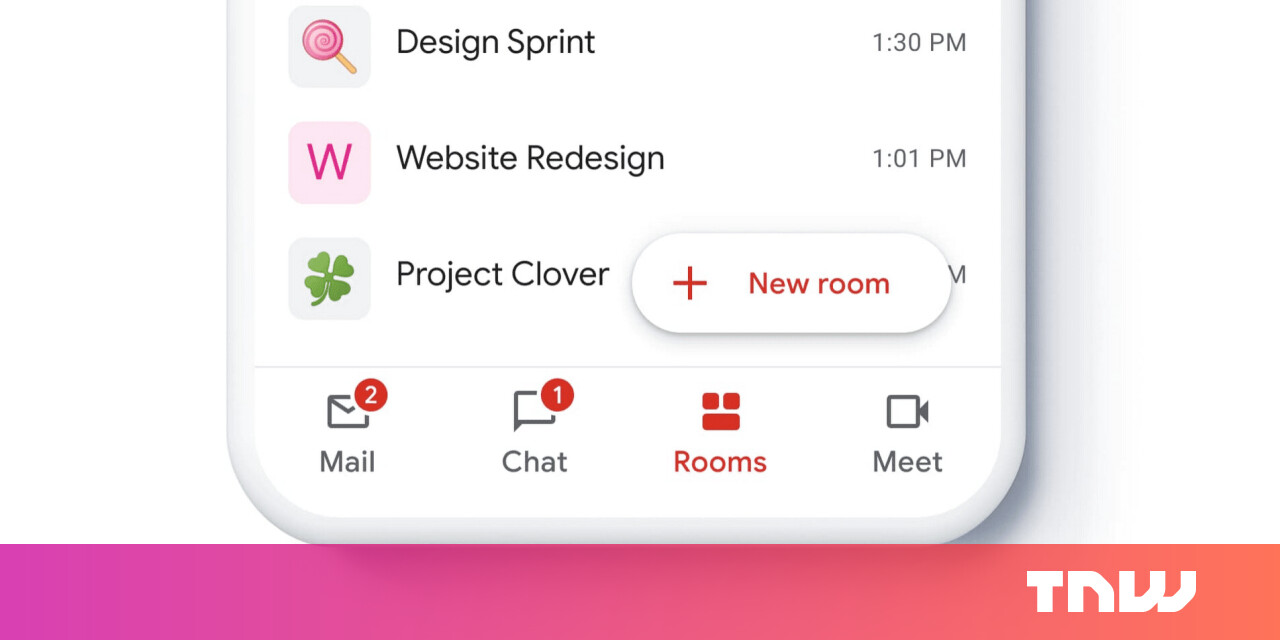 Design Sprint 1:30 PM
W Website Redesign 1:01 PM
Project Clover M
+ New room
2 1
Mail Chat Rooms Meet
TNW